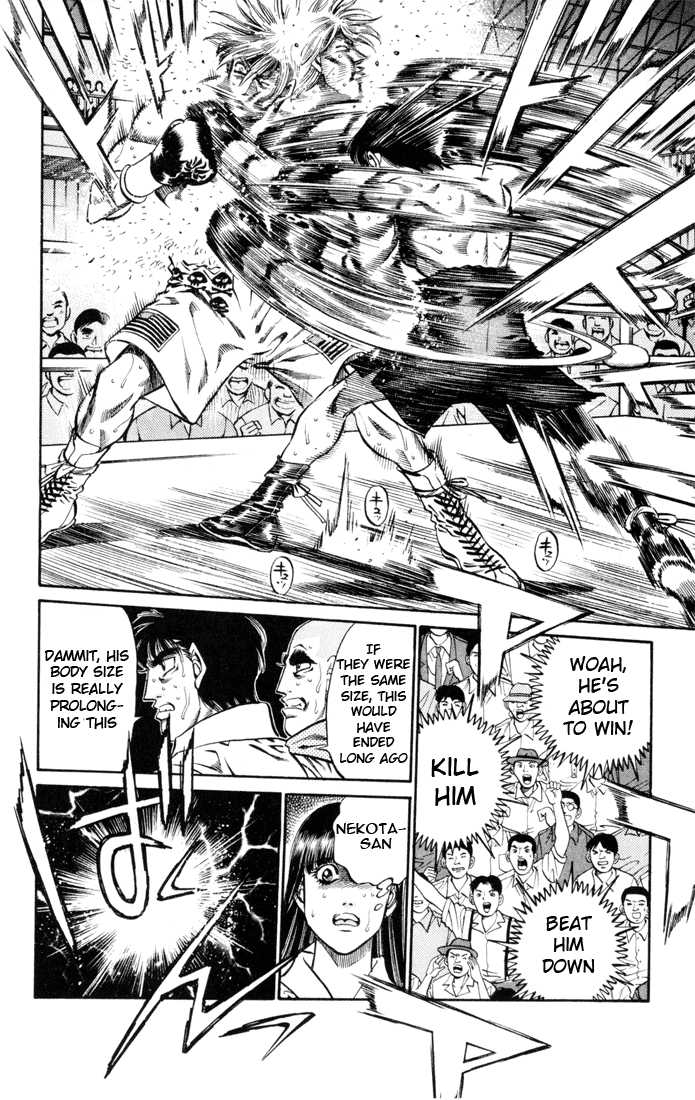 WOAH,
HE'S
ABOUT
TO WIN!
KILL
HIM
BEAT
HIM
DOWN
IF
THEY WERE
THE SAME
SIZE, THIS
WOULD
HAVE
ENDED
LONG AGO
DAMMIT, HIS
BODY SIZE
IS REALLY
PROLONG-
ING THIS
NEKOTA-
SAN